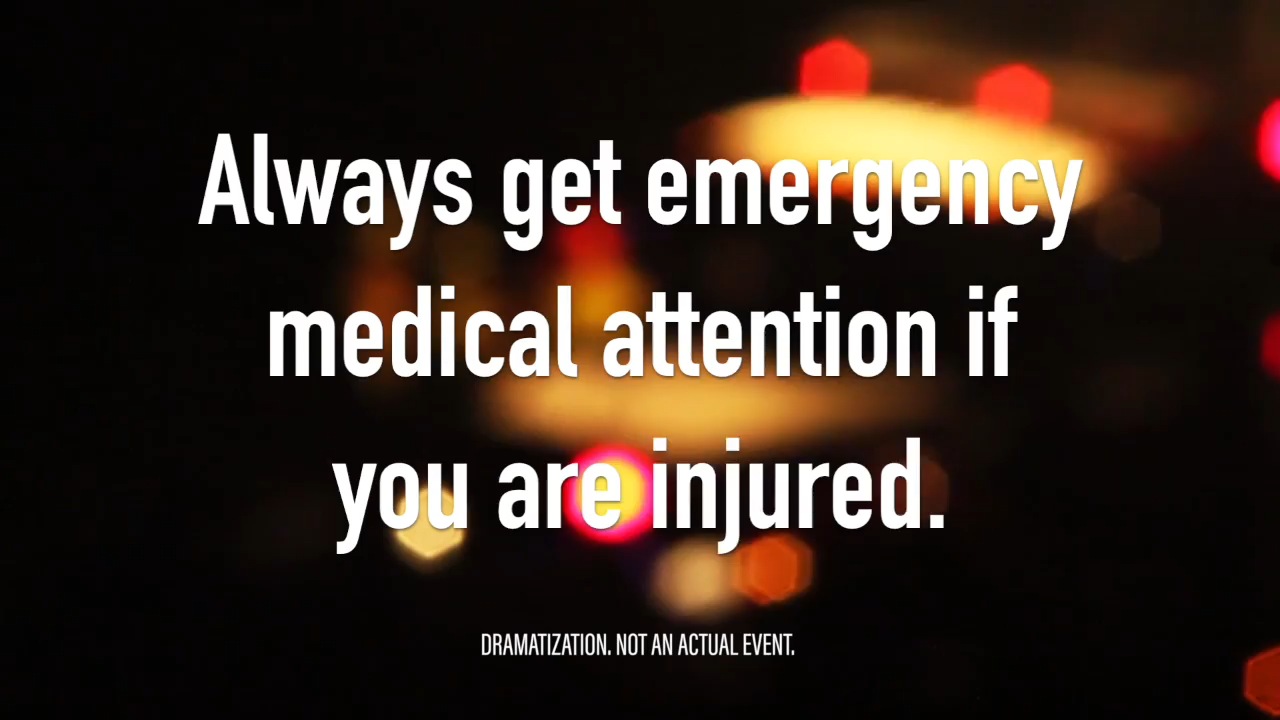 Always get emergency
medical attention if
you are injured.
DRAMATIZATION. NOT AN ACTUAL EVENT.